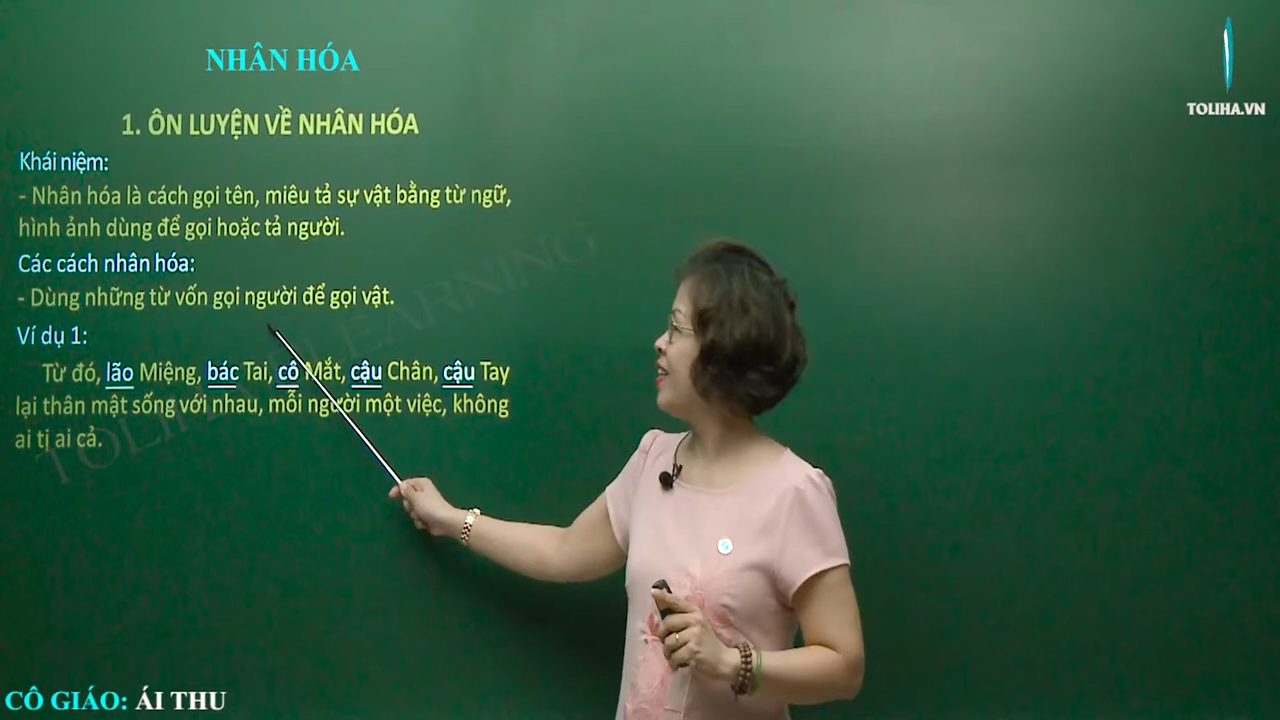 NHÂN HÓA
TOLIHA.VN
1. ÔN LUYỆN VỀ NHÂN HÓA
Khái niệm:
- Nhân hóa là cách gọi tên, miêu tả sự vật bằng từ ngữ,
hình ảnh dùng để gọi hoặc tả người.
Các cách nhân hóa:
- Dùng những từ vốn gọi người để gọi vật.
Ví dụ 1:
Từ đó, lão Miệng, bác Tai, cô Mắt, cậu Chân, cậu Tay
lại thân mật sống với nhau, mỗi người một việc, không
ai tị ai cả.
TOLIHA LEARNING
CÔ GIÁO: ÁI THU